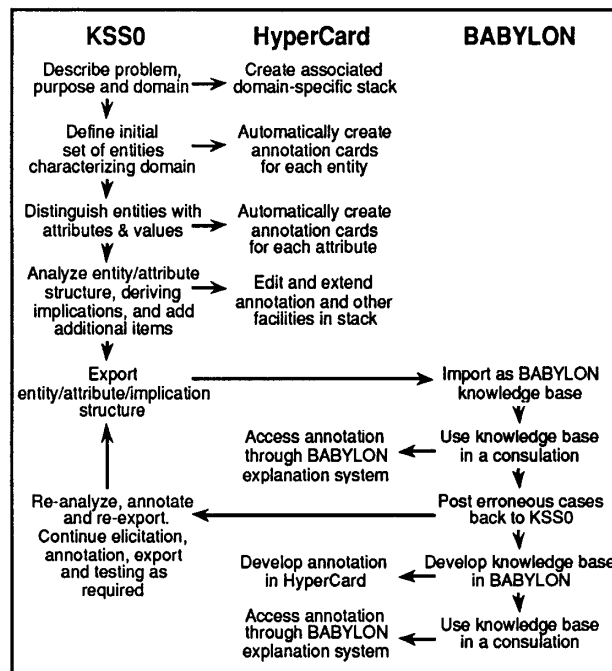 KSS0
HyperCard
BABYLON
Describe problem,
purpose and domain
Create associated
domain-specific stack
Define initial
set of entities
characterizing domain
Automatically create
annotation cards
for each entity
Distinguish entities with
attributes & values
Automatically create
annotation cards
for each attribute
Analyze entity/attribute
structure, deriving
implications, and add
additional items
Edit and extend
annotation and other
facilities in stack
Export
entity/attribute/implication
structure
Import as BABYLON
knowledge base
Access annotation
through BABYLON
explanation system
Use knowledge base
in a consulation
Re-analyze, annotate
and re-export.
Continue elicitation,
annotation, export
and testing as
required
Post erroneous cases
back to KSS0
Develop annotation
in HyperCard
Develop knowledge base
in BABYLON
Access annotation
through BABYLON
explanation system
Use knowledge base
in a consulation